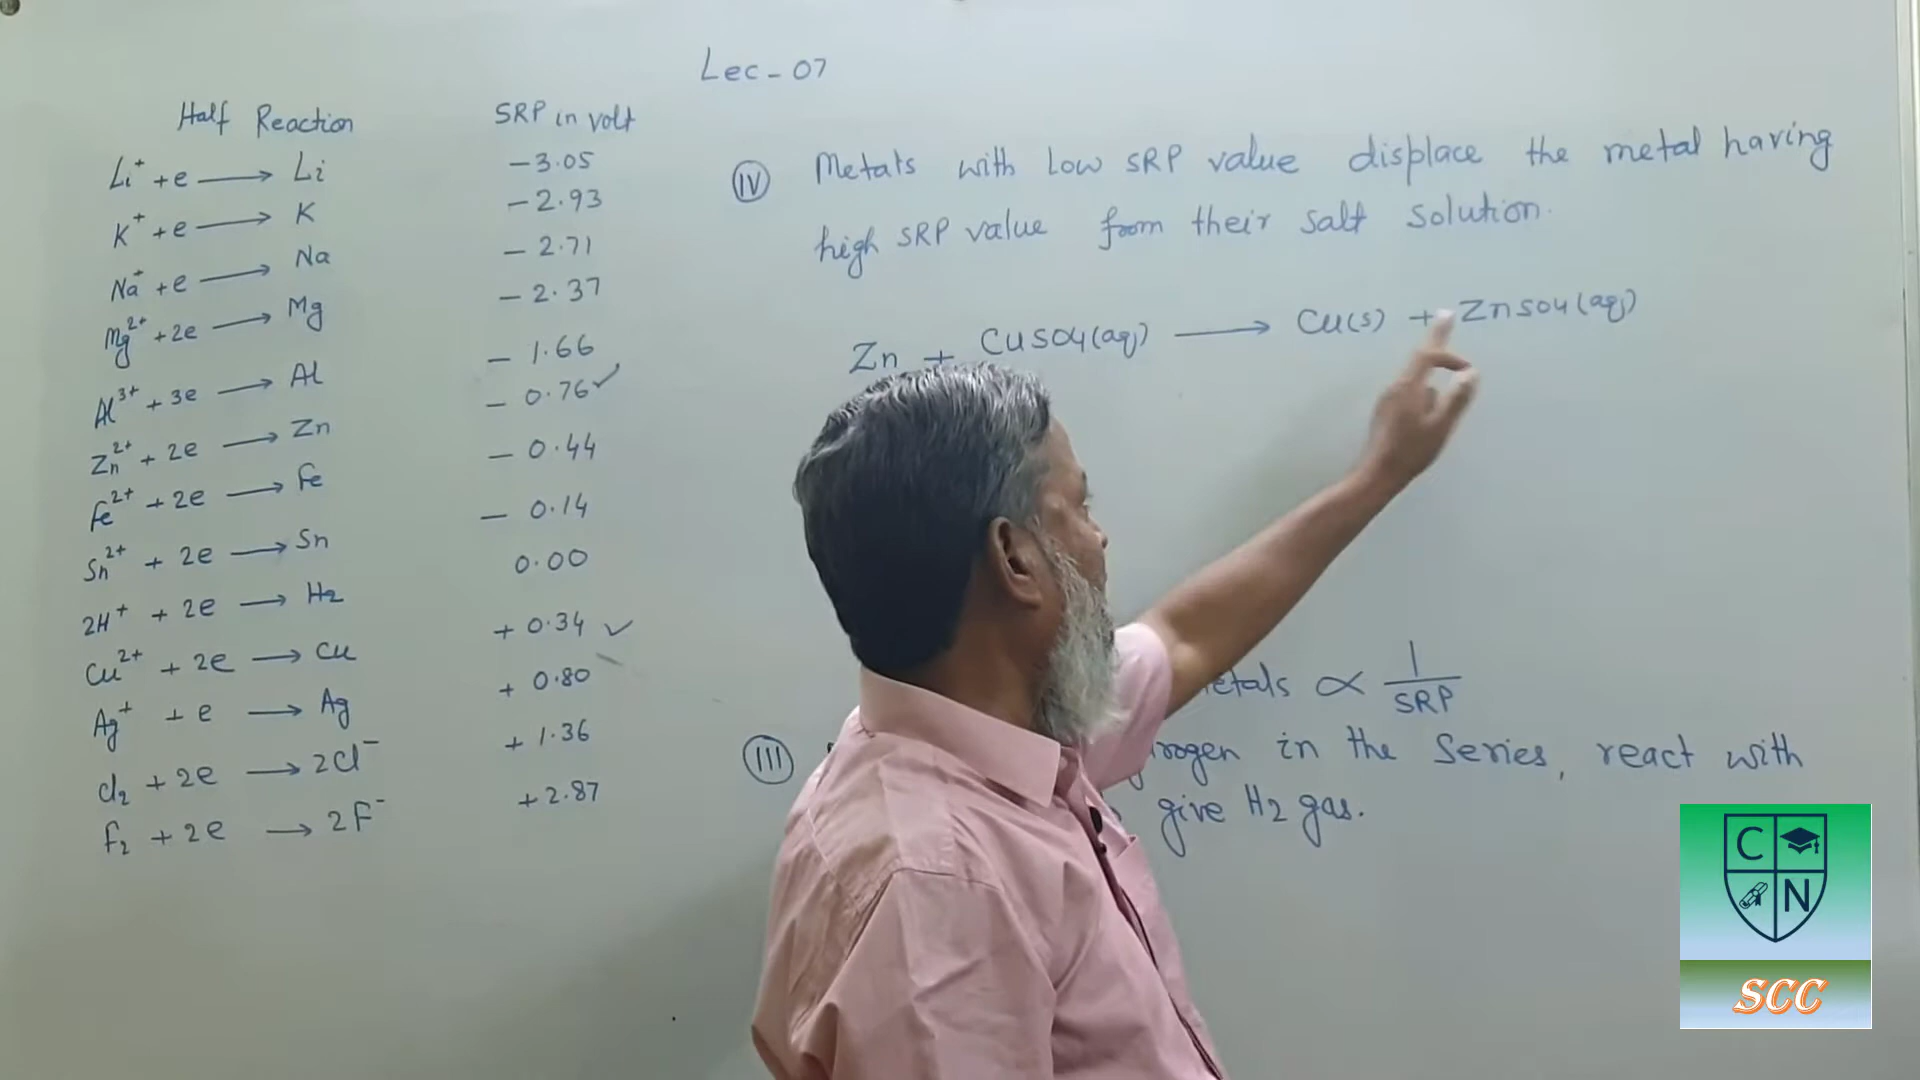 Lec - 07
Half Reaction SRP in volt
Li⁺ + e ⟶ Li - 3.05
K⁺ + e ⟶ K - 2.93
Na⁺ + e ⟶ Na - 2.71
Mg²⁺ + 2e ⟶ Mg - 2.37
Al³⁺ + 3e ⟶ Al - 1.66
Zn²⁺ + 2e ⟶ Zn - 0.76 ✓
Fe²⁺ + 2e ⟶ Fe - 0.44
Sn²⁺ + 2e ⟶ Sn - 0.14
2H⁺ + 2e ⟶ H2 0.00
Cu²⁺ + 2e ⟶ Cu + 0.34 ✓
Ag⁺ + e ⟶ Ag + 0.80
Cl2 + 2e ⟶ 2Cl⁻ + 1.36
F2 + 2e ⟶ 2F⁻ + 2.87
(IV) Metals with low SRP value displace the metal having
high SRP value from their salt solution.
Zn + CuSO4(aq) ⟶ Cu(s) + ZnSO4(aq)
∝ 1/SRP
(III) in the Series, react with
give H2 gas.
C N
SCC